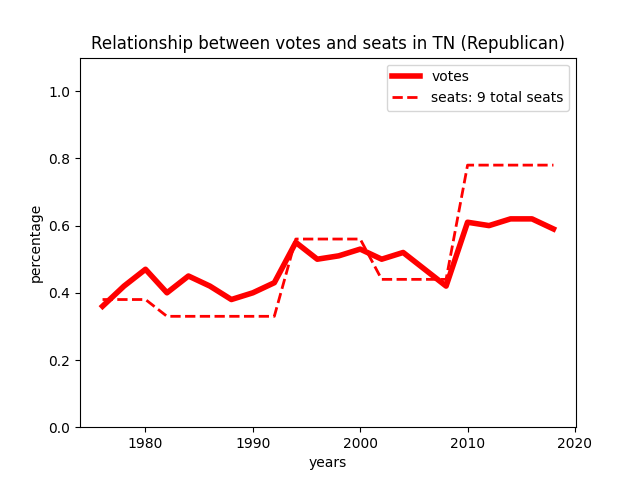 Relationship between votes and seats in TN (Republican)
votes
seats: 9 total seats
1.0
0.8
0.6
0.4
0.2
0.0
percentage
1980 1990 2000 2010 2020
years